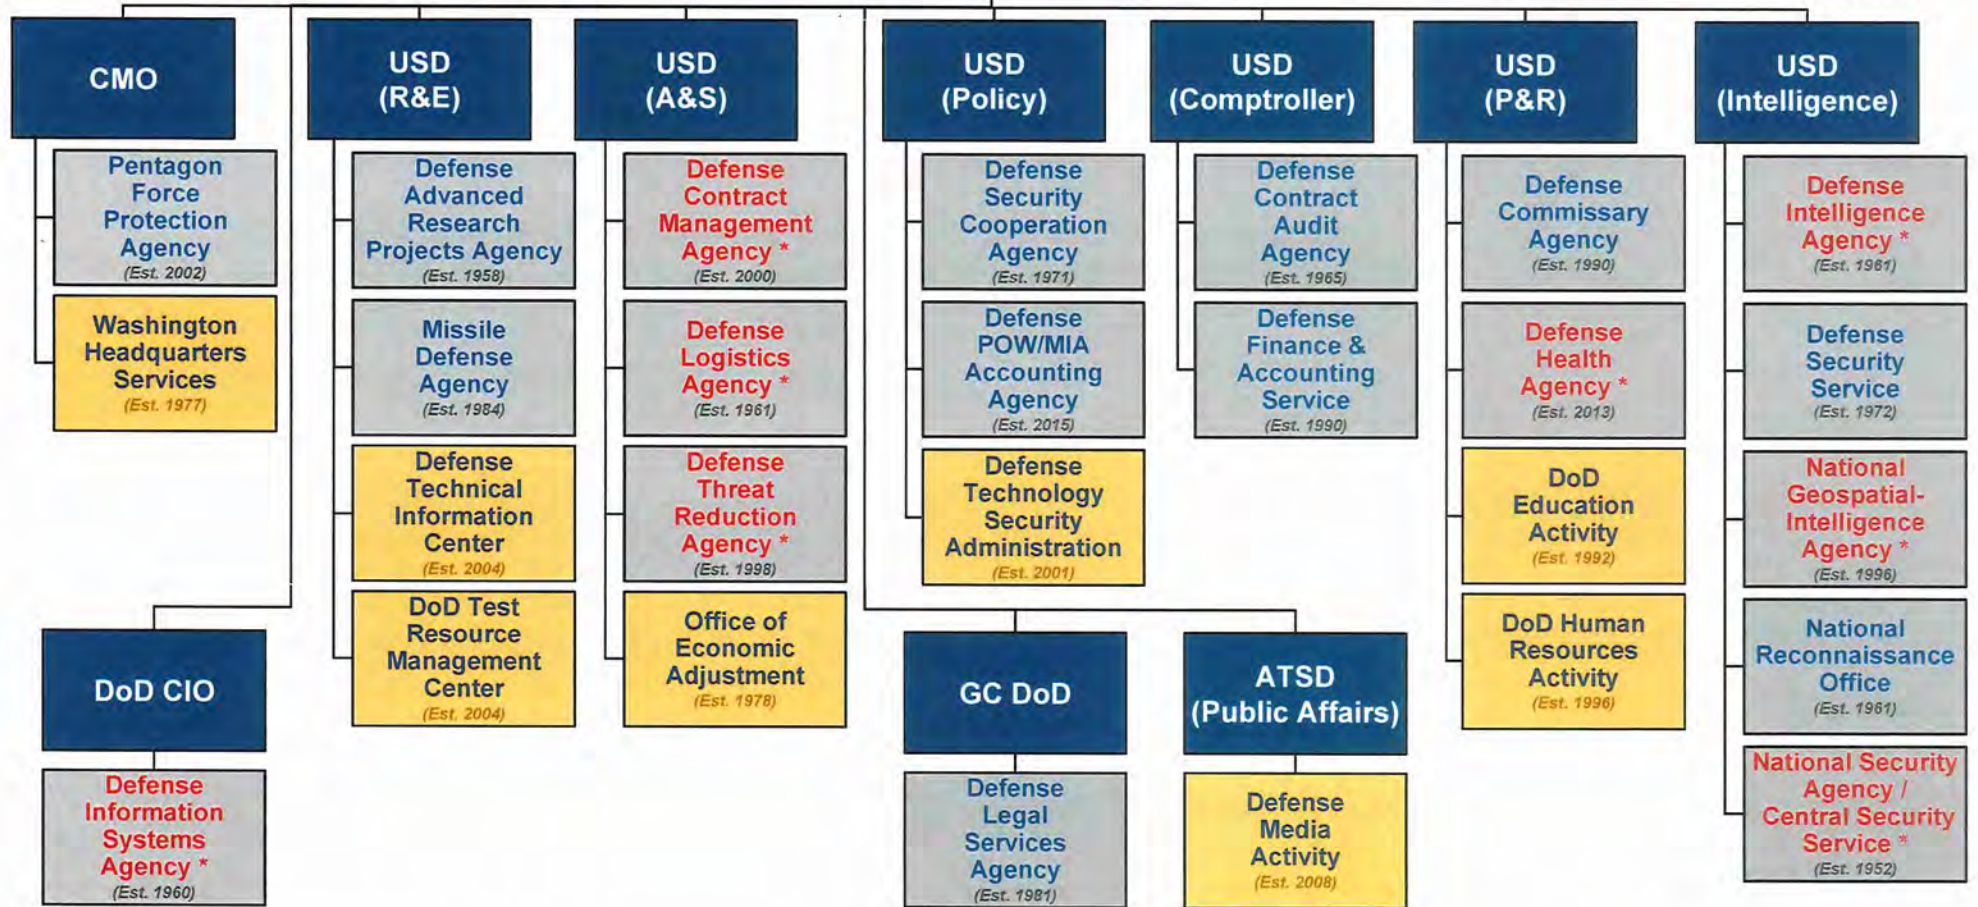 CMO
Pentagon
Force
Protection
Agency
(Est. 2002)
Washington
Headquarters
Services
(Est. 1977)
USD
(R&E)
Defense
Advanced
Research
Projects Agency
(Est. 1958)
Missile
Defense
Agency
(Est. 1984)
Defense
Technical
Information
Center
(Est. 2004)
DoD Test
Resource
Management
Center
(Est. 2004)
USD
(A&S)
Defense
Contract
Management
Agency *
(Est. 2000)
Defense
Logistics
Agency *
(Est. 1961)
Defense
Threat
Reduction
Agency *
(Est. 1998)
Office of
Economic
Adjustment
(Est. 1978)
USD
(Policy)
Defense
Security
Cooperation
Agency
(Est. 1971)
Defense
POW/MIA
Accounting
Agency
(Est. 2015)
Defense
Technology
Security
Administration
(Est. 2001)
USD
(Comptroller)
Defense
Contract
Audit
Agency
(Est. 1965)
Defense
Finance &
Accounting
Service
(Est. 1990)
USD
(P&R)
Defense
Commissary
Agency
(Est. 1990)
Defense
Health
Agency *
(Est. 2013)
DoD
Education
Activity
(Est. 1992)
DoD Human
Resources
Activity
(Est. 1996)
USD
(Intelligence)
Defense
Intelligence
Agency *
(Est. 1961)
Defense
Security
Service
(Est. 1972)
National
Geospatial-
Intelligence
Agency *
(Est. 1996)
National
Reconnaissance
Office
(Est. 1961)
National Security
Agency /
Central Security
Service *
(Est. 1952)
DoD CIO
Defense
Information
Systems
Agency *
(Est. 1960)
GC DoD
Defense
Legal
Services
Agency
(Est. 1981)
ATSD
(Public Affairs)
Defense
Media
Activity
(Est. 2008)